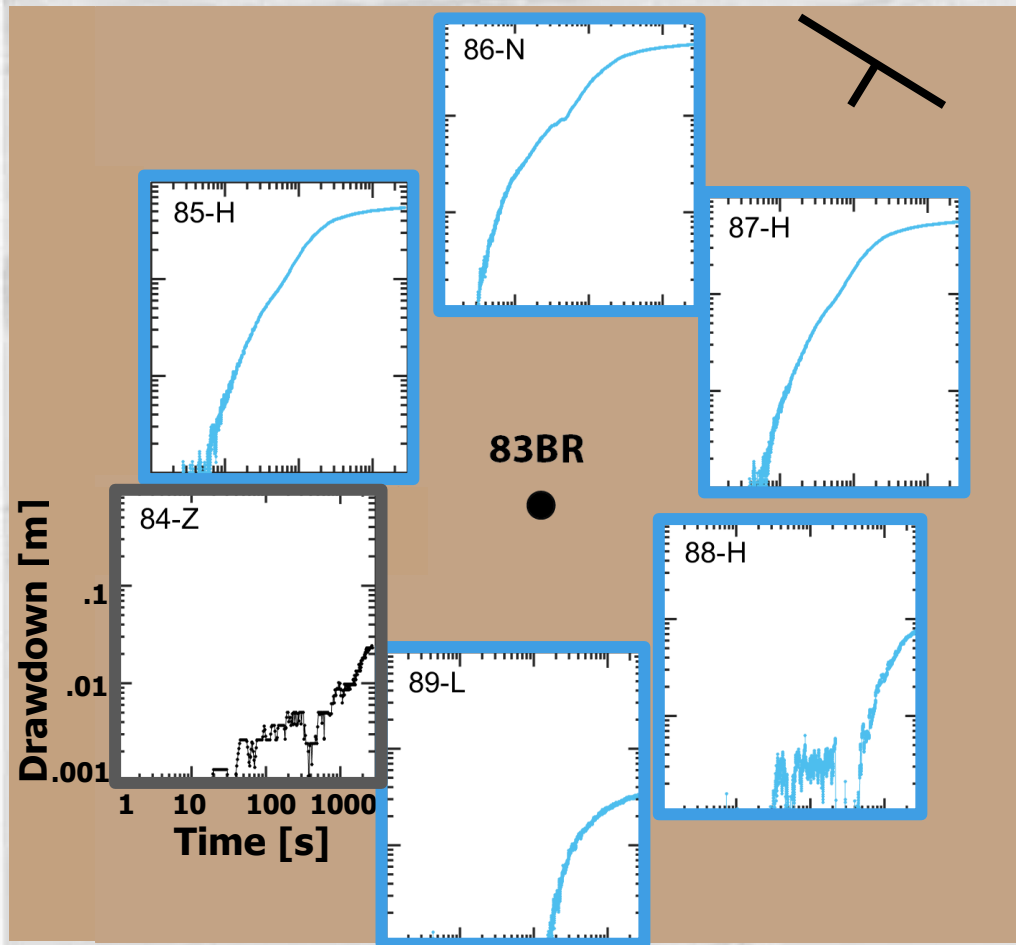 86-N
85-H
87-H
83BR
84-Z
88-H
89-L
Drawdown [m]
.1
.01
.001
1 10 100 1000
Time [s]